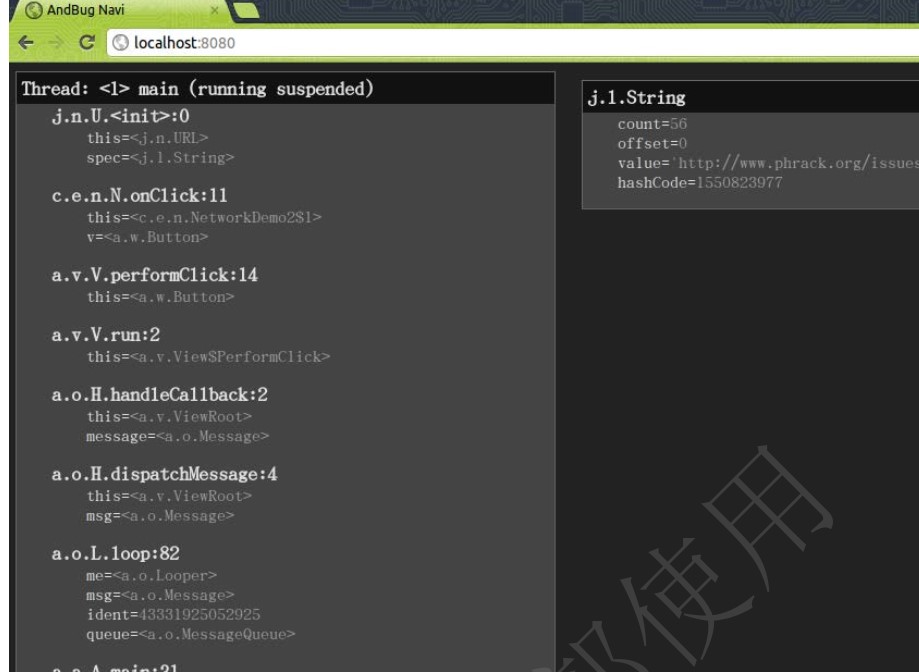 AndBug Navi
localhost:8080
Thread: <1> main (running suspended)
j.n.U.<init>:0
this=<j.n.URL>
spec=<j.l.String>
c.e.n.N.onClick:11
this=<c.e.n.NetworkDemo2$1>
v=<a.w.Button>
a.v.V.performClick:14
this=<a.w.Button>
a.v.V.run:2
this=<a.v.View$PerformClick>
a.o.H.handleCallback:2
this=<a.v.ViewRoot>
message=<a.o.Message>
a.o.H.dispatchMessage:4
this=<a.v.ViewRoot>
msg=<a.o.Message>
a.o.L.loop:82
me=<a.o.Looper>
msg=<a.o.Message>
ident=43331925052925
queue=<a.o.MessageQueue>
a.a.A.main:21
j.l.String
count=56
offset=0
value='http://www.phrack.org/issues
hashCode=1550823977
部使用